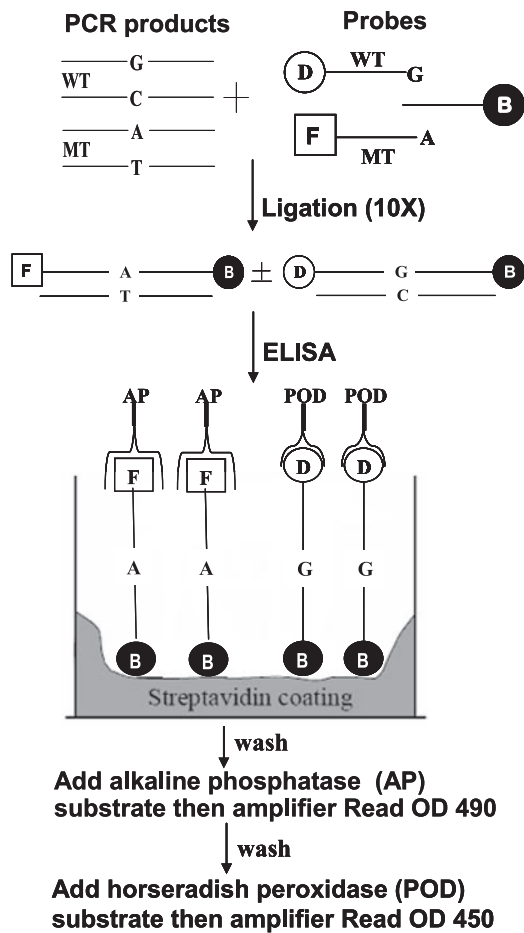 PCR products
Probes
G
WT
C
A
MT
T
D WT G
B
F MT A
Ligation (10X)
F A B ± D G B
T C
ELISA
AP AP POD POD
F F D D
A A G G
B B B B
Streptavidin coating
wash
Add alkaline phosphatase (AP)
substrate then amplifier Read OD 490
wash
Add horseradish peroxidase (POD)
substrate then amplifier Read OD 450